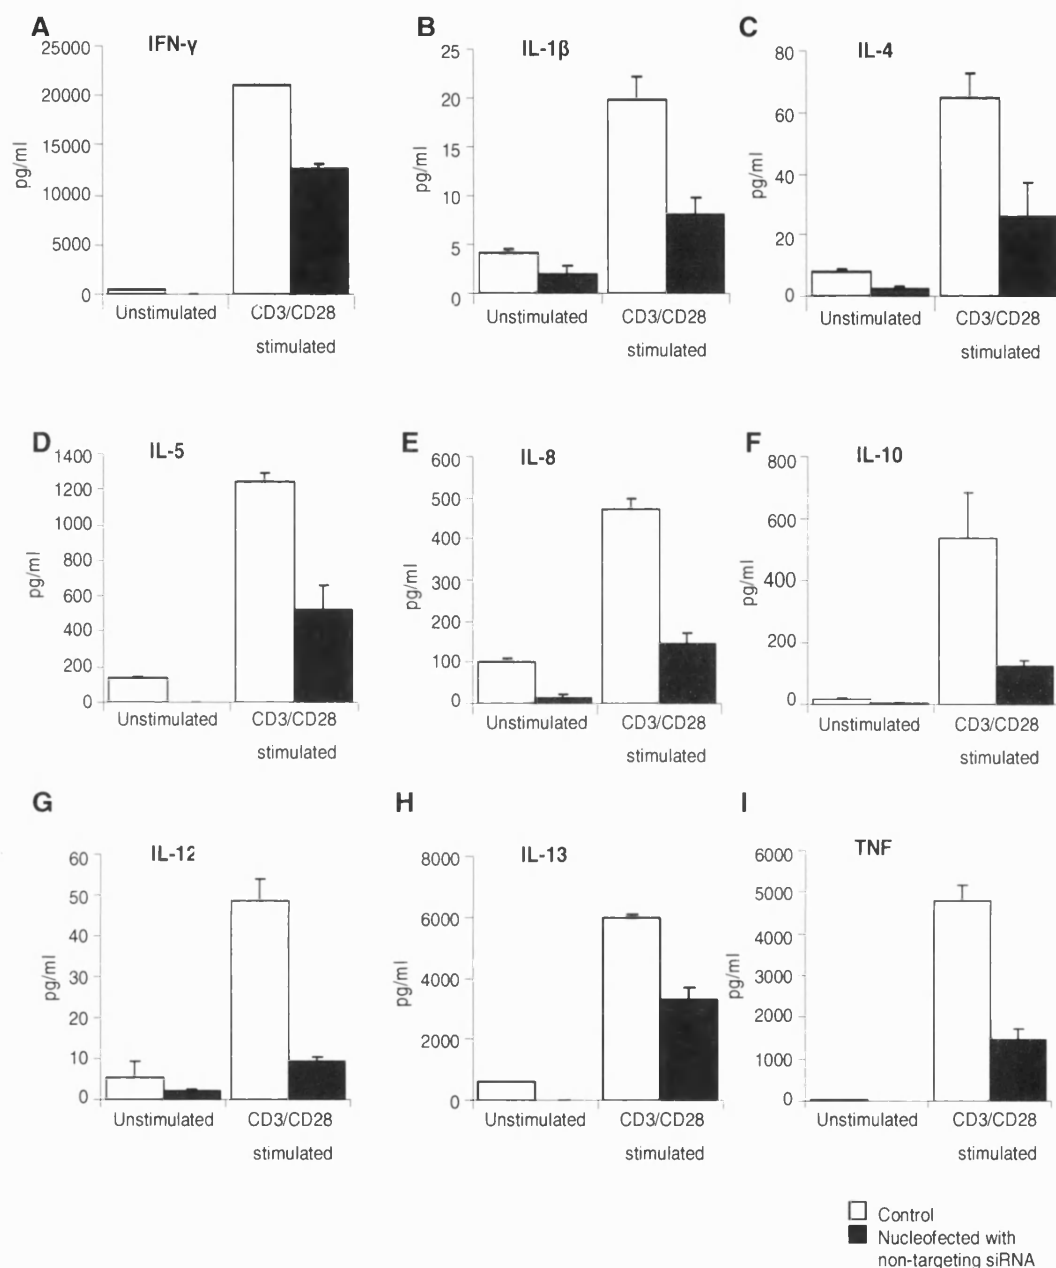 A
IFN-γ
25000
20000
15000
10000
5000
0
pg/ml
Unstimulated
CD3/CD28
stimulated
B
IL-1β
25
20
15
10
5
0
pg/ml
Unstimulated
CD3/CD28
stimulated
C
IL-4
80
60
40
20
0
pg/ml
Unstimulated
CD3/CD28
stimulated
D
IL-5
1400
1200
1000
800
600
400
200
0
pg/ml
Unstimulated
CD3/CD28
stimulated
E
IL-8
600
500
400
300
200
100
0
pg/ml
Unstimulated
CD3/CD28
stimulated
F
IL-10
800
600
400
200
0
pg/ml
Unstimulated
CD3/CD28
stimulated
G
IL-12
60
50
40
30
20
10
0
pg/ml
Unstimulated
CD3/CD28
stimulated
H
IL-13
8000
6000
4000
2000
0
pg/ml
Unstimulated
CD3/CD28
stimulated
I
TNF
6000
5000
4000
3000
2000
1000
0
pg/ml
Unstimulated
CD3/CD28
stimulated
Control
Nucleofected with
non-targeting siRNA